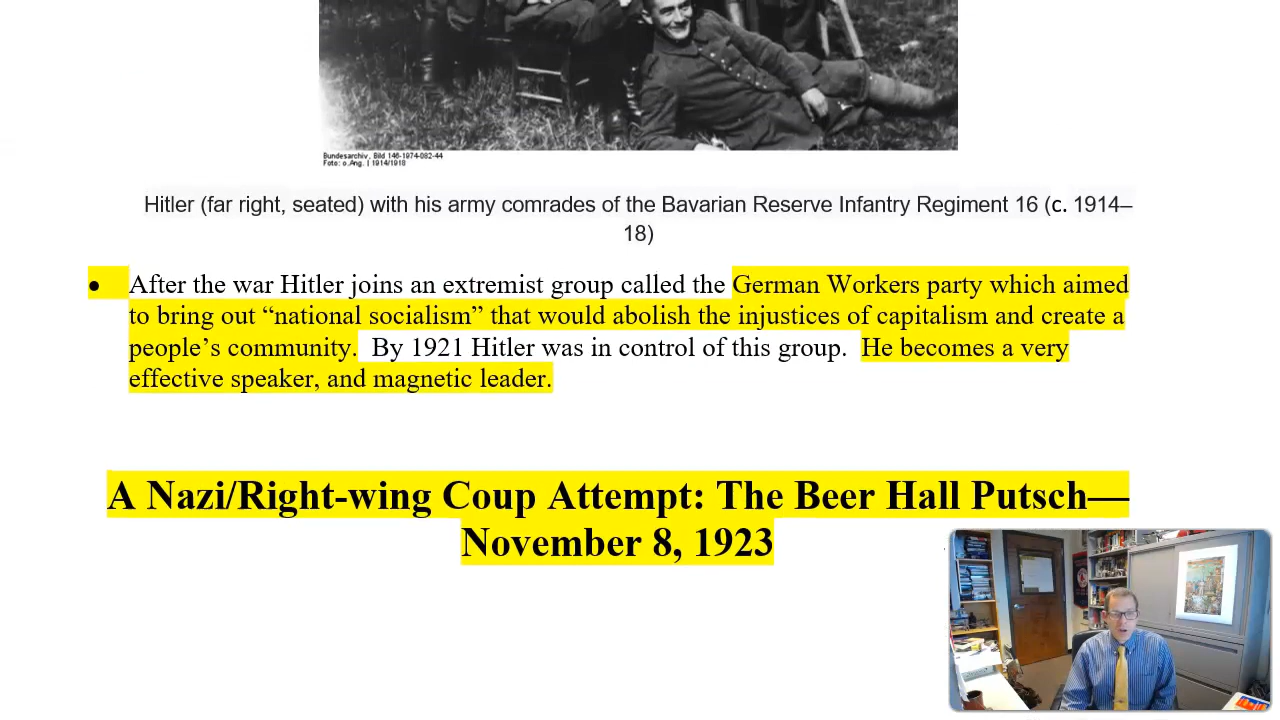 Bundesarchiv, Bild 146-1974-082-44
Foto: o.Ang. | 1914/1918
Hitler (far right, seated) with his army comrades of the Bavarian Reserve Infantry Regiment 16 (c. 1914–
18)
• After the war Hitler joins an extremist group called the German Workers party which aimed
to bring out “national socialism” that would abolish the injustices of capitalism and create a
people’s community. By 1921 Hitler was in control of this group. He becomes a very
effective speaker, and magnetic leader.
A Nazi/Right-wing Coup Attempt: The Beer Hall Putsch—
November 8, 1923